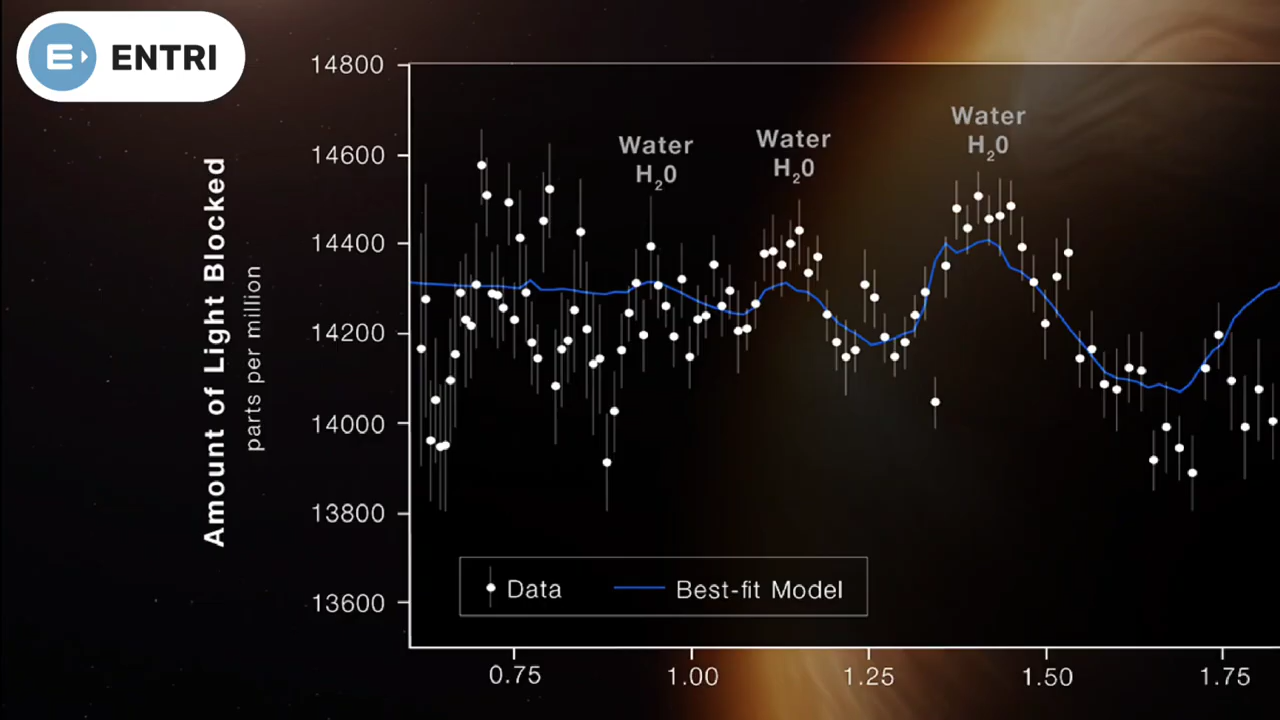 ENTRI
Amount of Light Blocked
parts per million
14800
14600
14400
14200
14000
13800
13600
Water
H₂0
Water
H₂0
Water
H₂0
Data
Best-fit Model
0.75
1.00
1.25
1.50
1.75